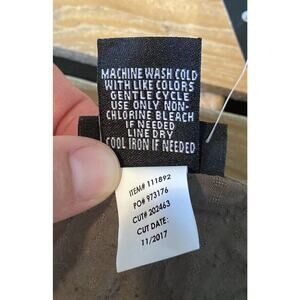 MACHINE WASH COLD
WITH LIKE COLORS
GENTLE CYCLE
USE ONLY NON-
CHLORINE BLEACH
IF NEEDED
LINE DRY
COOL IRON IF NEEDED
ITEM# 111892
PO# 973176
CUT# 202463
CUT DATE:
11/2017